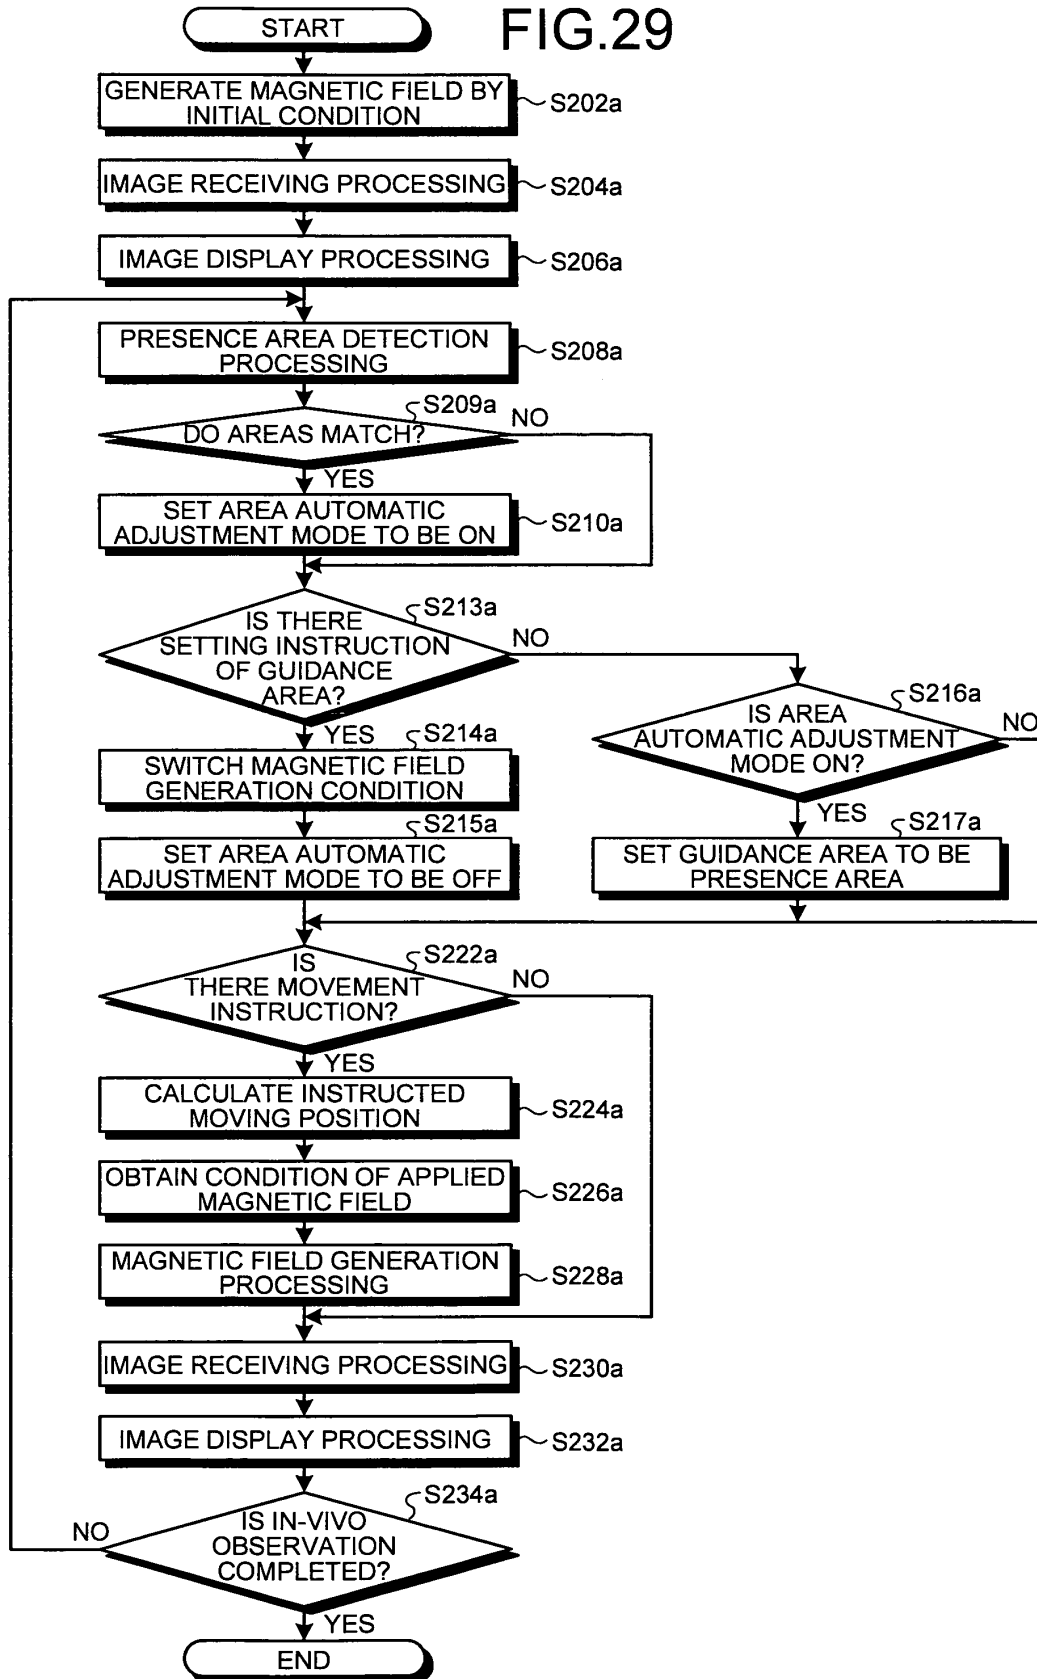 FIG.29
START
GENERATE MAGNETIC FIELD BY
INITIAL CONDITION
S202a
IMAGE RECEIVING PROCESSING
S204a
IMAGE DISPLAY PROCESSING
S206a
PRESENCE AREA DETECTION
PROCESSING
S208a
S209a
DO AREAS MATCH?
NO
YES
SET AREA AUTOMATIC
ADJUSTMENT MODE TO BE ON
S210a
S213a
IS THERE
SETTING INSTRUCTION
OF GUIDANCE
AREA?
NO
YES
S214a
SWITCH MAGNETIC FIELD
GENERATION CONDITION
S215a
SET AREA AUTOMATIC
ADJUSTMENT MODE TO BE OFF
S216a
IS AREA
AUTOMATIC ADJUSTMENT
MODE ON?
NO
YES
S217a
SET GUIDANCE AREA TO BE
PRESENCE AREA
S222a
IS
THERE MOVEMENT
INSTRUCTION?
NO
YES
CALCULATE INSTRUCTED
MOVING POSITION
S224a
OBTAIN CONDITION OF APPLIED
MAGNETIC FIELD
S226a
MAGNETIC FIELD GENERATION
PROCESSING
S228a
IMAGE RECEIVING PROCESSING
S230a
IMAGE DISPLAY PROCESSING
S232a
S234a
IS IN-VIVO
OBSERVATION
COMPLETED?
NO
YES
END